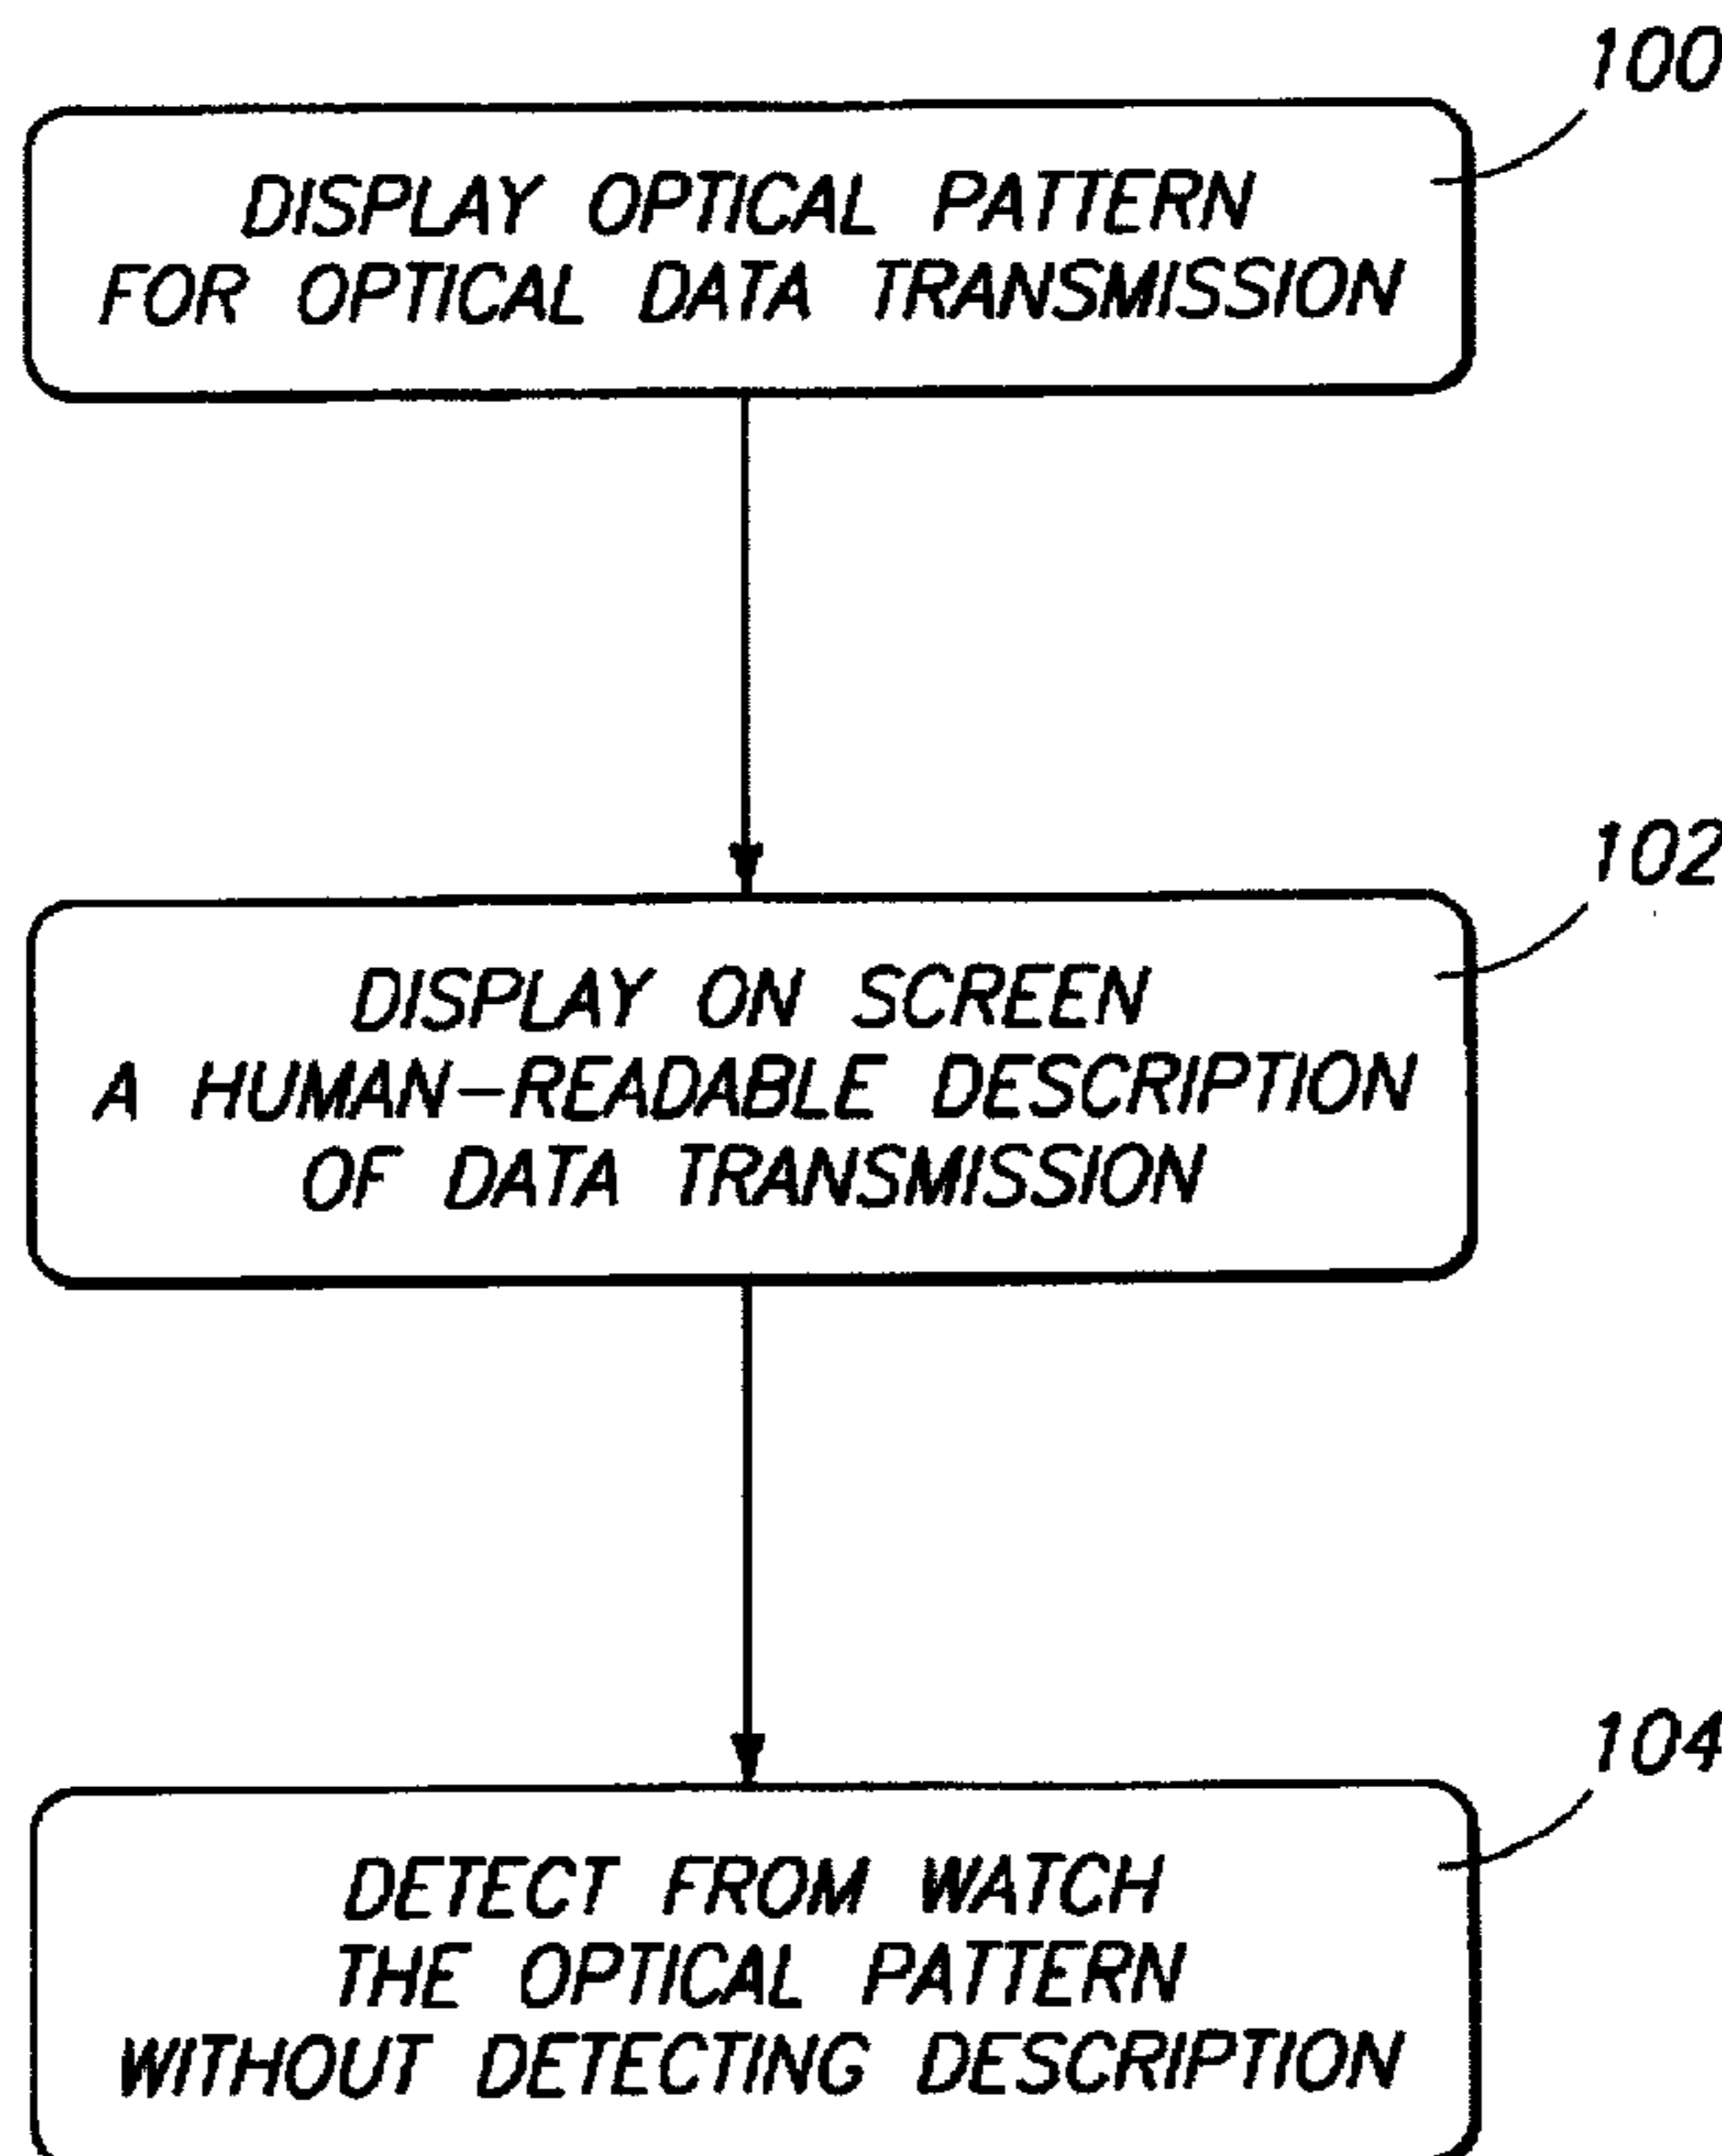 100
DISPLAY OPTICAL PATTERN
FOR OPTICAL DATA TRANSMISSION
102
DISPLAY ON SCREEN
A HUMAN-READABLE DESCRIPTION
OF DATA TRANSMISSION
104
DETECT FROM WATCH
THE OPTICAL PATTERN
WITHOUT DETECTING DESCRIPTION